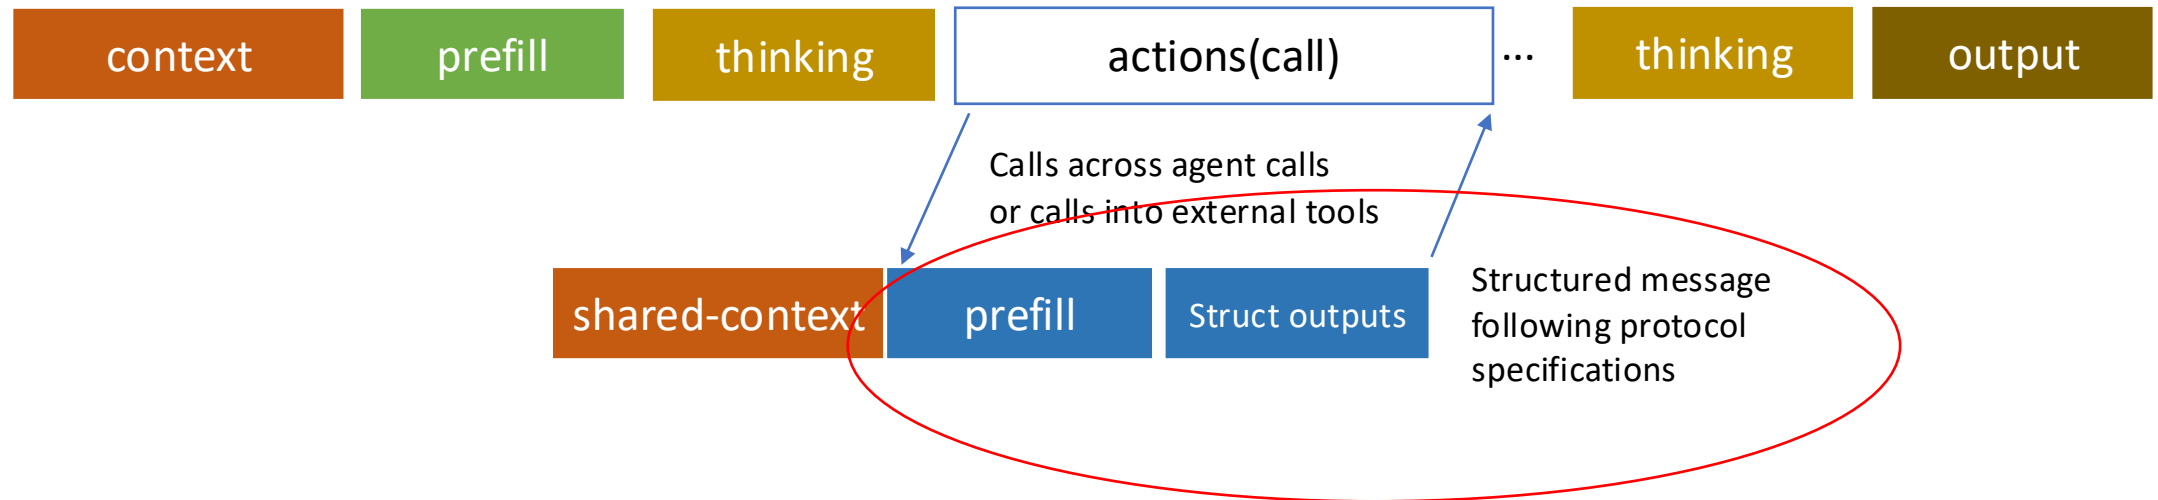 context
prefill
thinking
actions(call)
...
thinking
output
Calls across agent calls
or calls into external tools
shared-context
prefill
Struct outputs
Structured message
following protocol
specifications